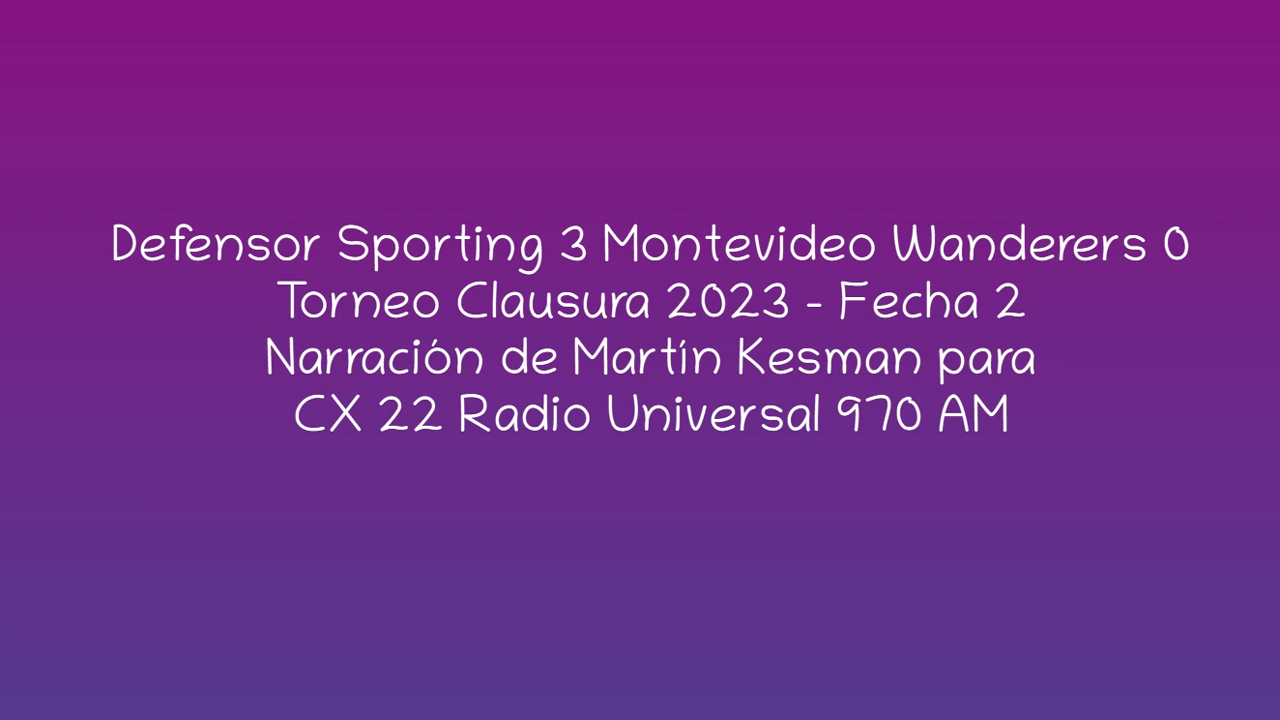 Defensor Sporting 3 Montevideo Wanderers 0
Torneo Clausura 2023 - Fecha 2
Narración de Martín Kesman para
CX 22 Radio Universal 970 AM